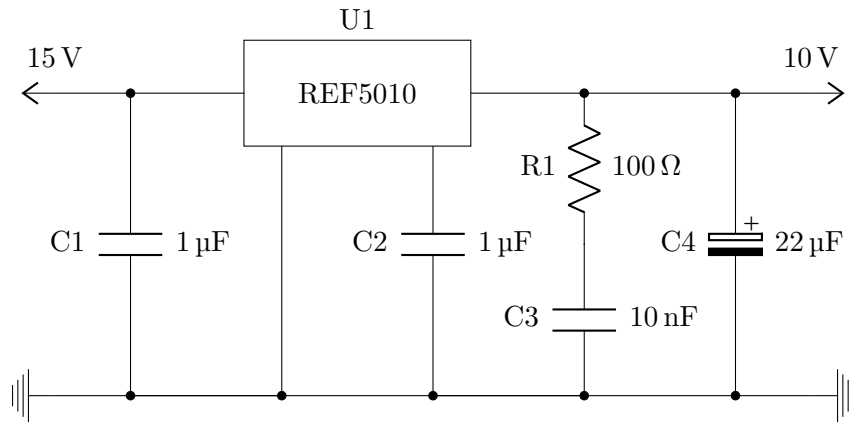 U1
15 V
10 V
REF5010
R1
100 Ω
C1
1 µF
C2
1 µF
C4
+
22 µF
C3
10 nF